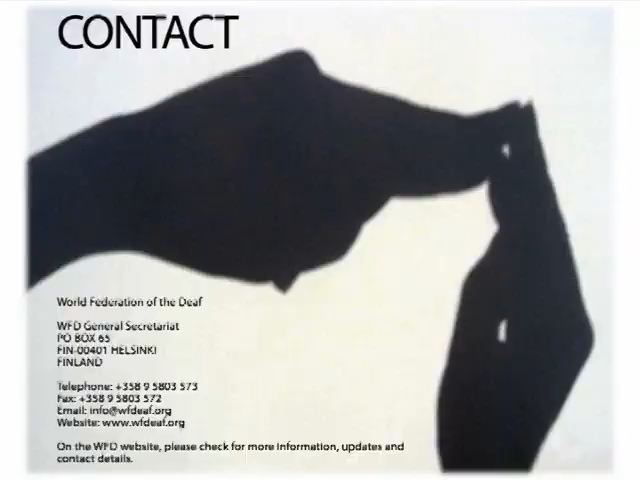 CONTACT
World Federation of the Deaf
WFD General Secretariat
PO BOX 65
FIN-00401 HELSINKI
FINLAND
Telephone: +358 9 5803 573
Fax: +358 9 5803 572
Email: info@wfdeaf.org
Website: www.wfdeaf.org
On the WFD website, please check for more information, updates and
contact details.